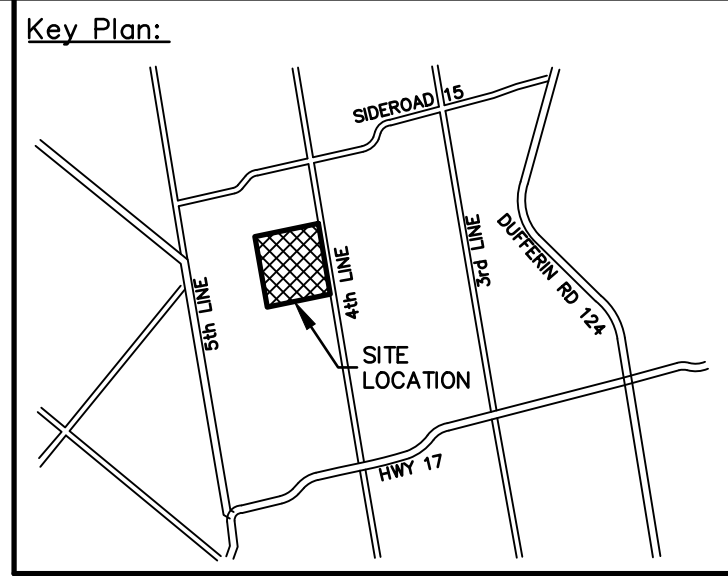 Key Plan:
SIDEROAD 15
5th LINE
4th LINE
3rd LINE
DUFFERIN RD 124
SITE
LOCATION
HWY 17